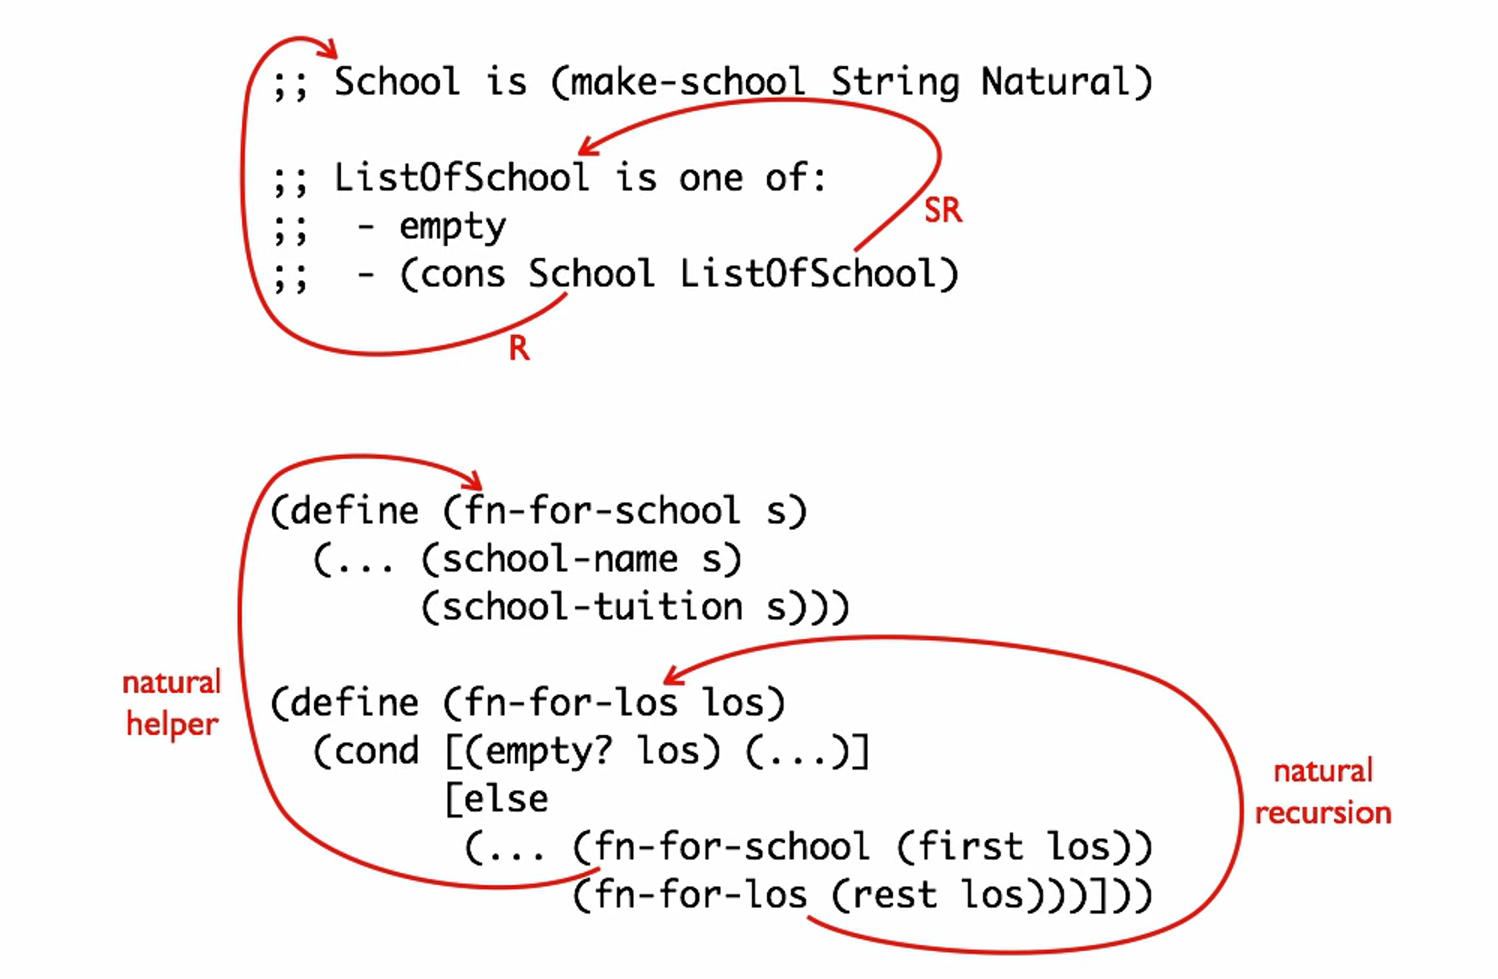 ;; School is (make-school String Natural)
;; ListOfSchool is one of:
;;  - empty
;;  - (cons School ListOfSchool)
SR
R
(define (fn-for-school s)
  (... (school-name s)
       (school-tuition s)))
natural
helper
(define (fn-for-los los)
  (cond [(empty? los) (...)]
        [else
         (... (fn-for-school (first los))
              (fn-for-los (rest los)))]))
natural
recursion